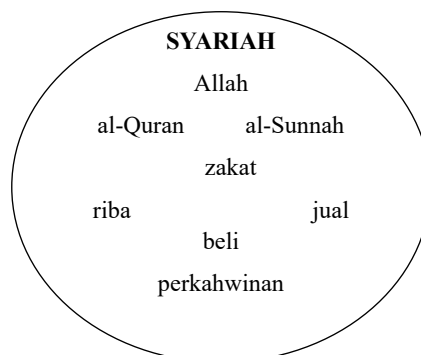 SYARIAH
Allah
al-Quran al-Sunnah
zakat
riba jual
beli
perkahwinan